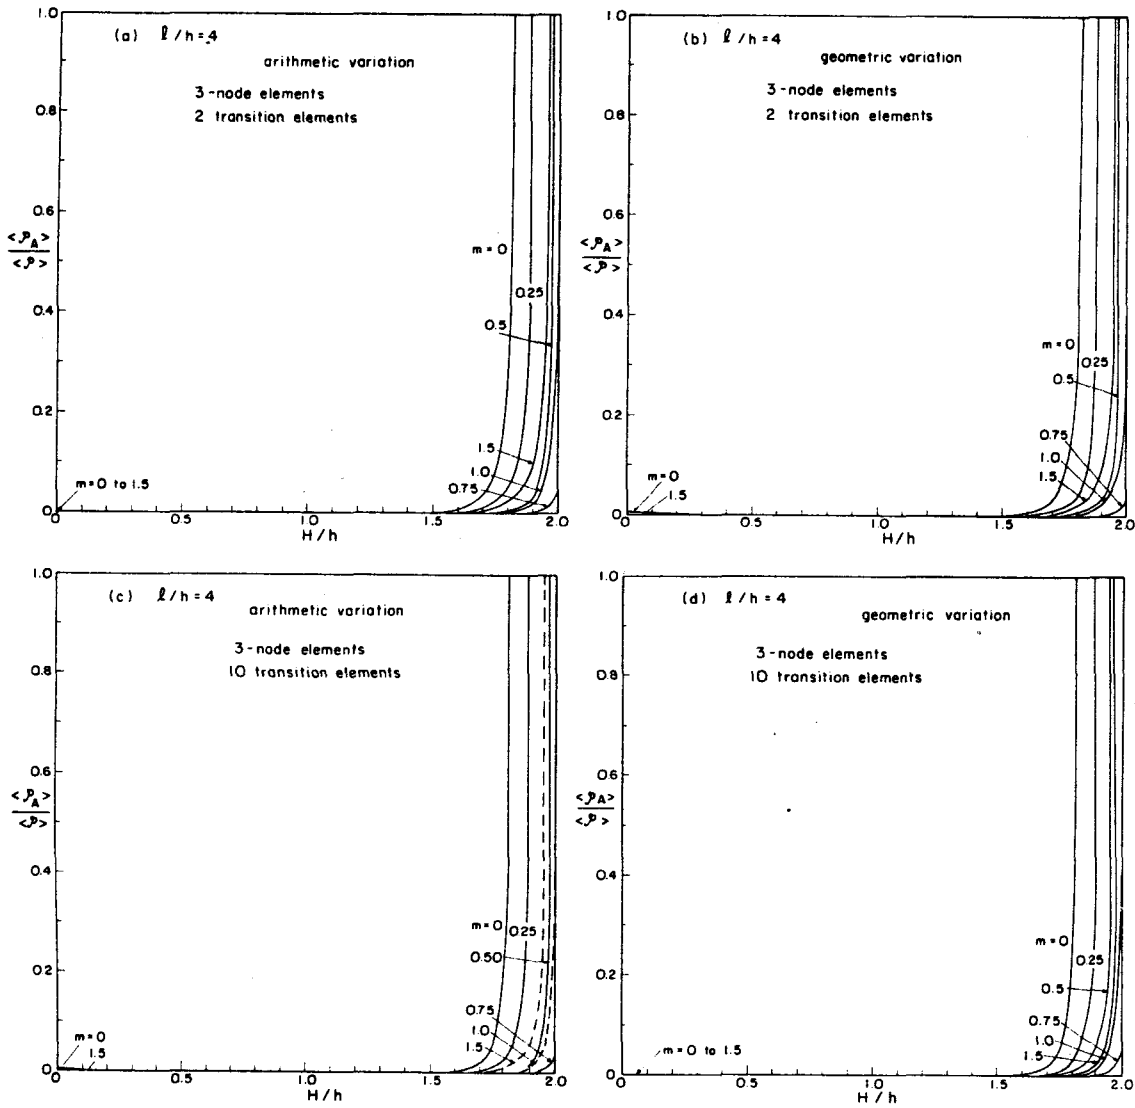 (a) ℓ/h=4
arithmetic variation
3-node elements
2 transition elements
1.0
0.8
0.6
<𝒫A>
<𝒫>
0.4
0.2
0
m=0
0.25
0.5
1.5
1.0
0.75
m=0 to 1.5
0 0.5 1.0 1.5 2.0
H/h
(b) ℓ/h=4
geometric variation
3-node elements
2 transition elements
1.0
0.8
0.6
<𝒫A>
<𝒫>
0.4
0.2
0
m=0
0.25
0.5
0.75
1.0
1.5
m=0
1.5
0 0.5 1.0 1.5 2.0
H/h
(c) ℓ/h=4
arithmetic variation
3-node elements
10 transition elements
1.0
0.8
0.6
<𝒫A>
<𝒫>
0.4
0.2
0
m=0
0.25
0.50
0.75
1.0
1.5
m=0
1.5
0 0.5 1.0 1.5 2.0
H/h
(d) ℓ/h=4
geometric variation
3-node elements
10 transition elements
1.0
0.8
0.6
<𝒫A>
<𝒫>
0.4
0.2
0
m=0
0.25
0.5
0.75
1.0
1.5
m=0 to 1.5
0 0.5 1.0 1.5 2.0
H/h